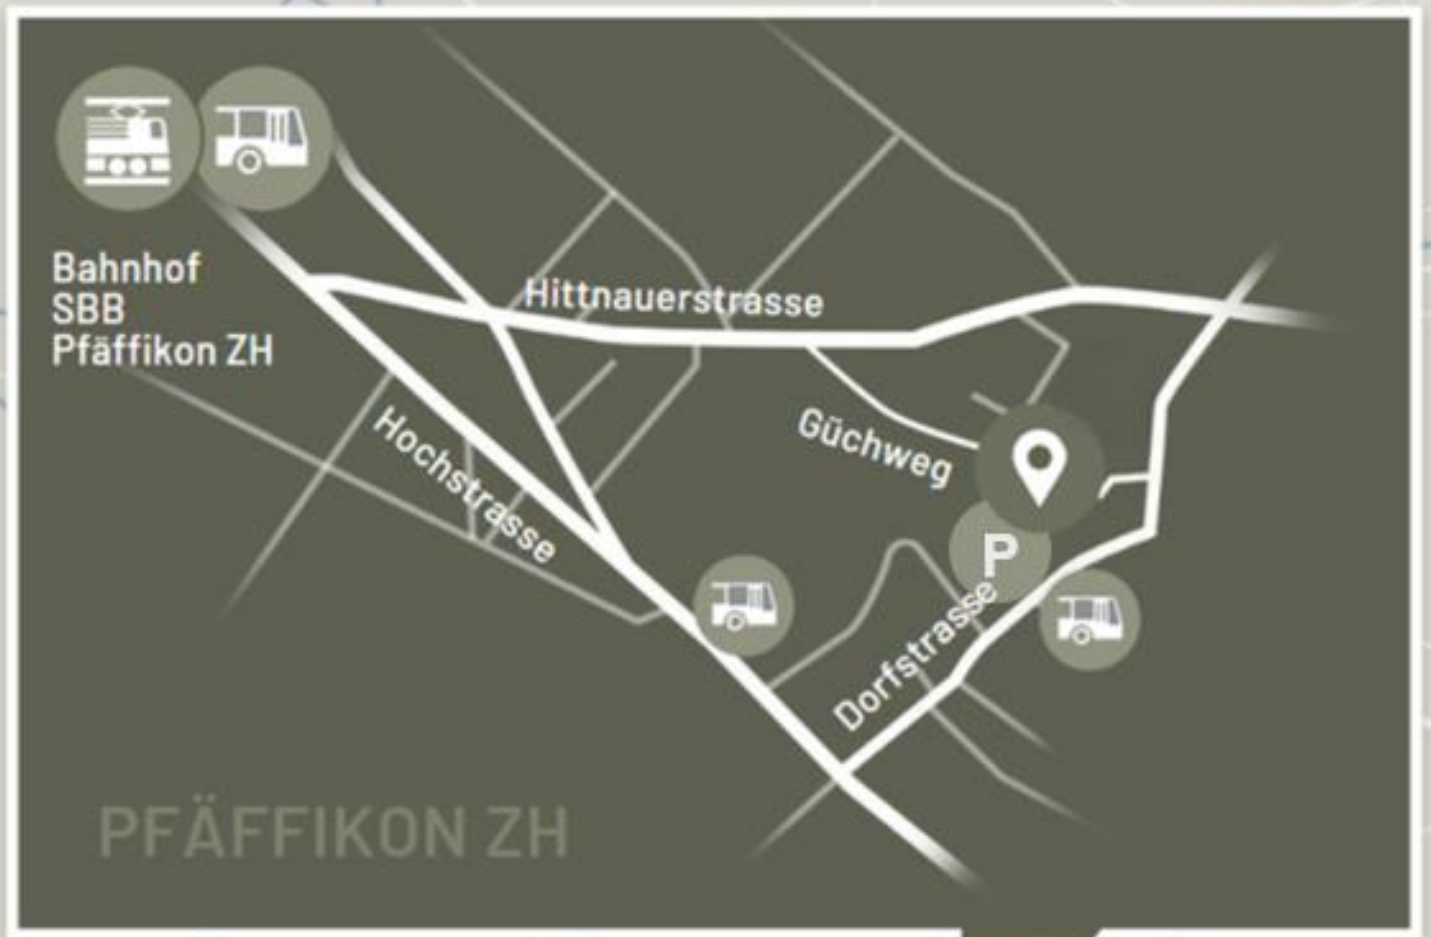 Bahnhof
SBB
Pfäffikon ZH
Hittnauerstrasse
Hochstrasse
Güchweg
P
Dorfstrasse
PFÄFFIKON ZH